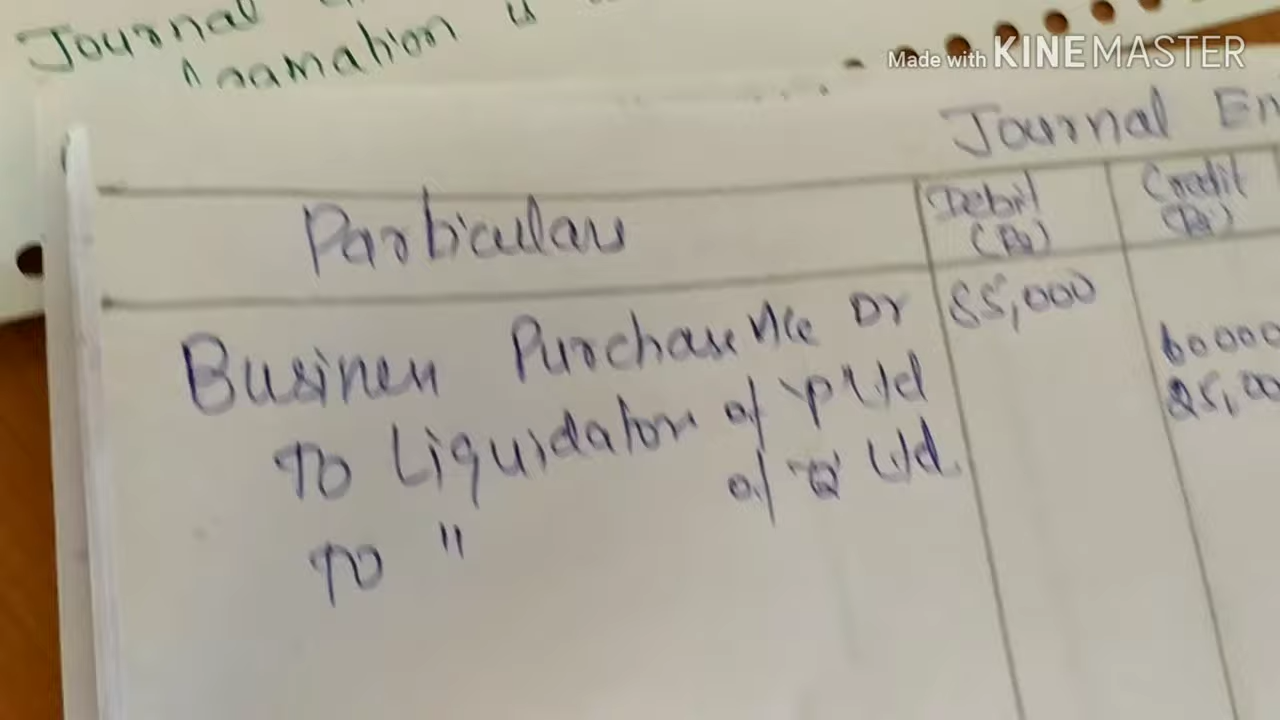 Journal
Made with KINEMASTER
Journal En
Particulars
Debit (Rs)
Credit (Rs)
Business Purchase A/c Dr 85,000
To Liquidator of 'P' Ltd 60000
To " of 'Q' Ltd. 25,00